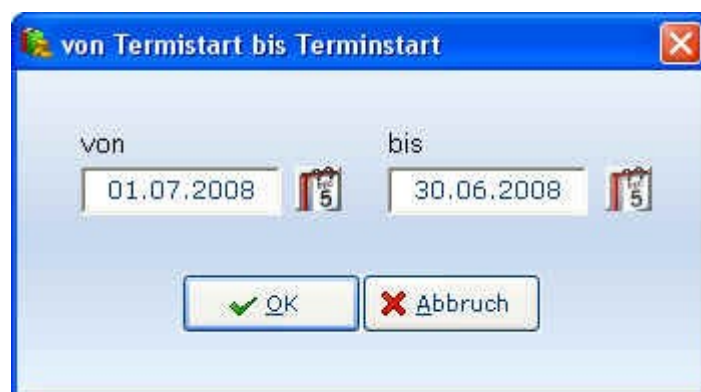 von Termistart bis Terminstart
von bis
01.07.2008 5 30.06.2008 5
OK Abbruch